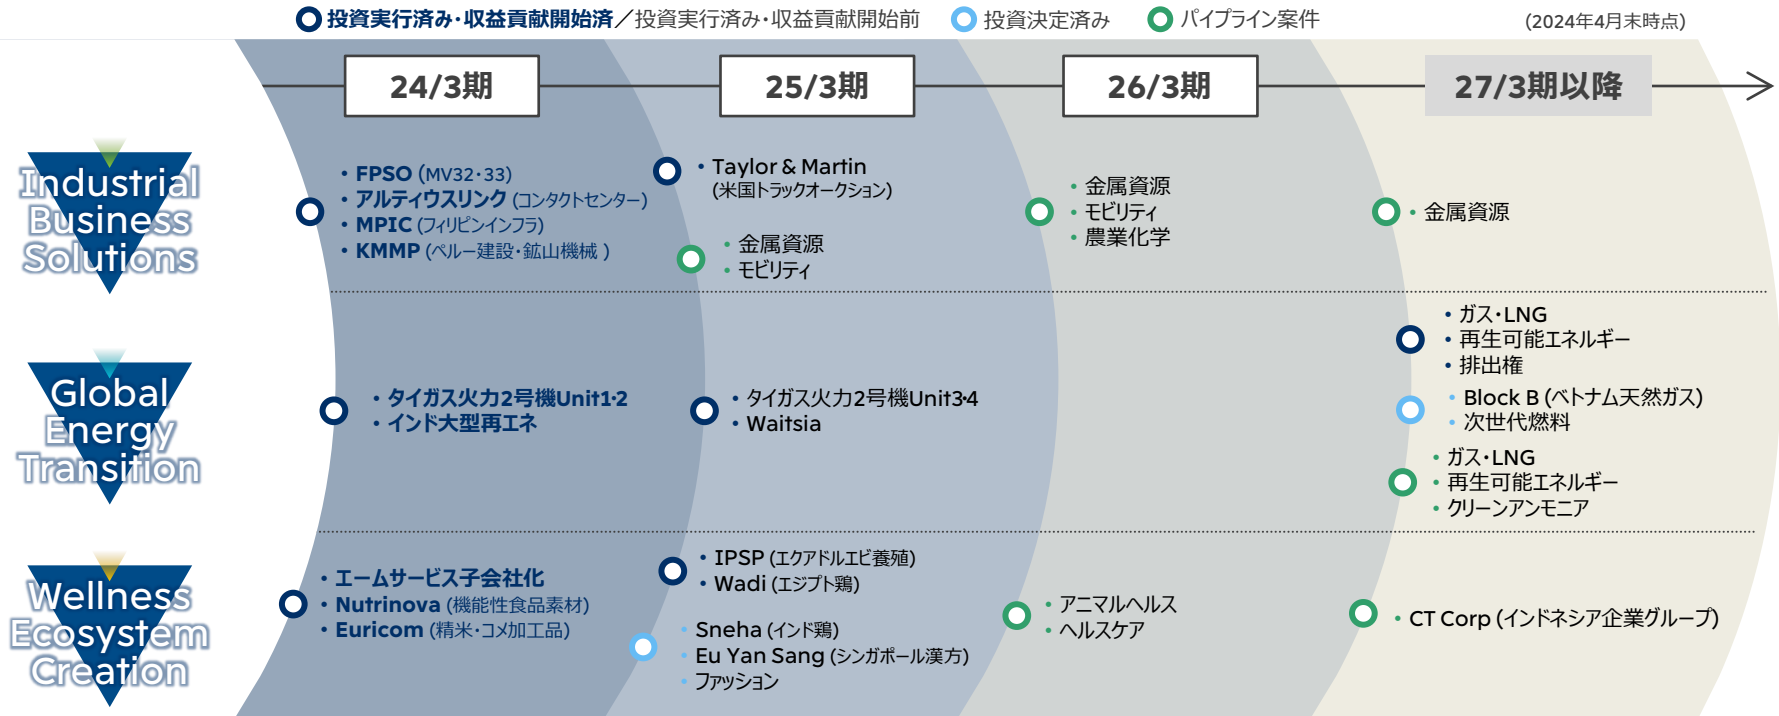 投資実行済み・収益貢献開始済／投資実行済み・収益貢献開始前 投資決定済み パイプライン案件 (2024年4月末時点)
24/3期 25/3期 26/3期 27/3期以降
Industrial
Business
Solutions
・FPSO (MV32・33)
・アルティウスリンク (コンタクトセンター)
・MPIC (フィリピンインフラ)
・KMMP (ペルー建設・鉱山機械 )
・Taylor & Martin
(米国トラックオークション)
・金属資源
・モビリティ
・金属資源
・モビリティ
・農業化学
・金属資源
Global
Energy
Transition
・タイガス火力2号機Unit1・2
・インド大型再エネ
・タイガス火力2号機Unit3・4
・Waitsia
・ガス・LNG
・再生可能エネルギー
・排出権
・Block B (ベトナム天然ガス)
・次世代燃料
・ガス・LNG
・再生可能エネルギー
・クリーンアンモニア
Wellness
Ecosystem
Creation
・エームサービス子会社化
・Nutrinova (機能性食品素材)
・Euricom (精米・コメ加工品)
・IPSP (エクアドルエビ養殖)
・Wadi (エジプト鶏)
・Sneha (インド鶏)
・Eu Yan Sang (シンガポール漢方)
・ファッション
・アニマルヘルス
・ヘルスケア
・CT Corp (インドネシア企業グループ)